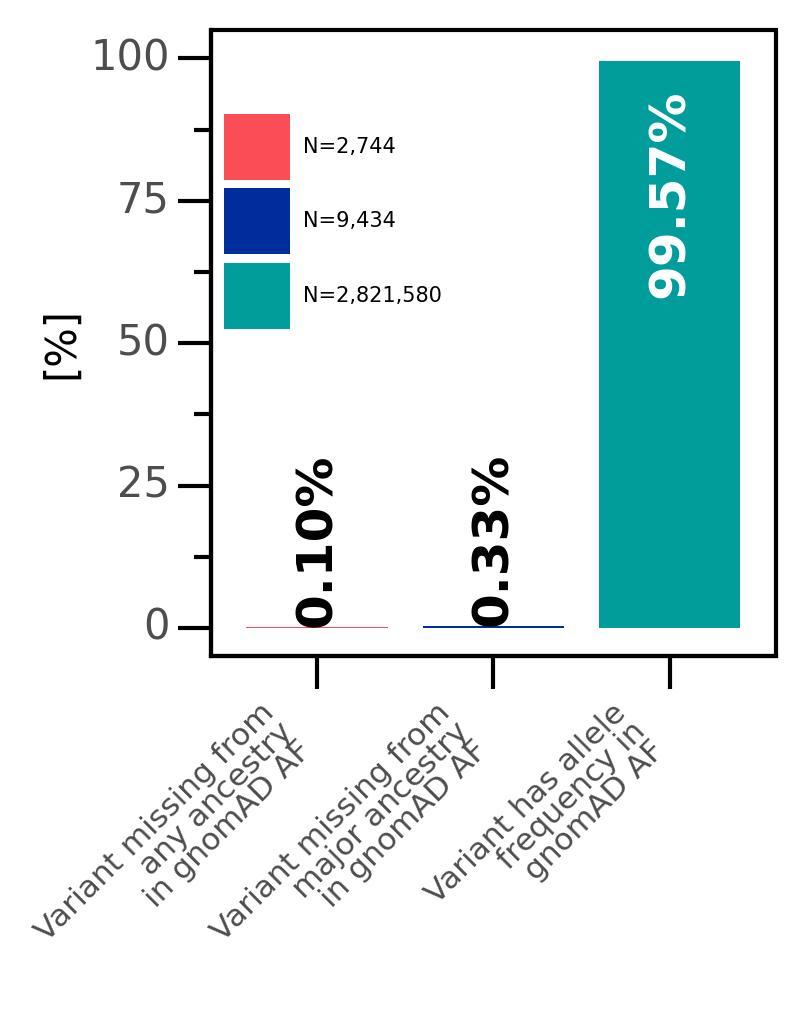 100
75
50
25
0
[%]
N=2,744
N=9,434
N=2,821,580
0.10%
0.33%
99.57%
Variant missing from
any ancestry
in gnomAD AF
Variant missing from
major ancestry
in gnomAD AF
Variant has allele
frequency in
gnomAD AF